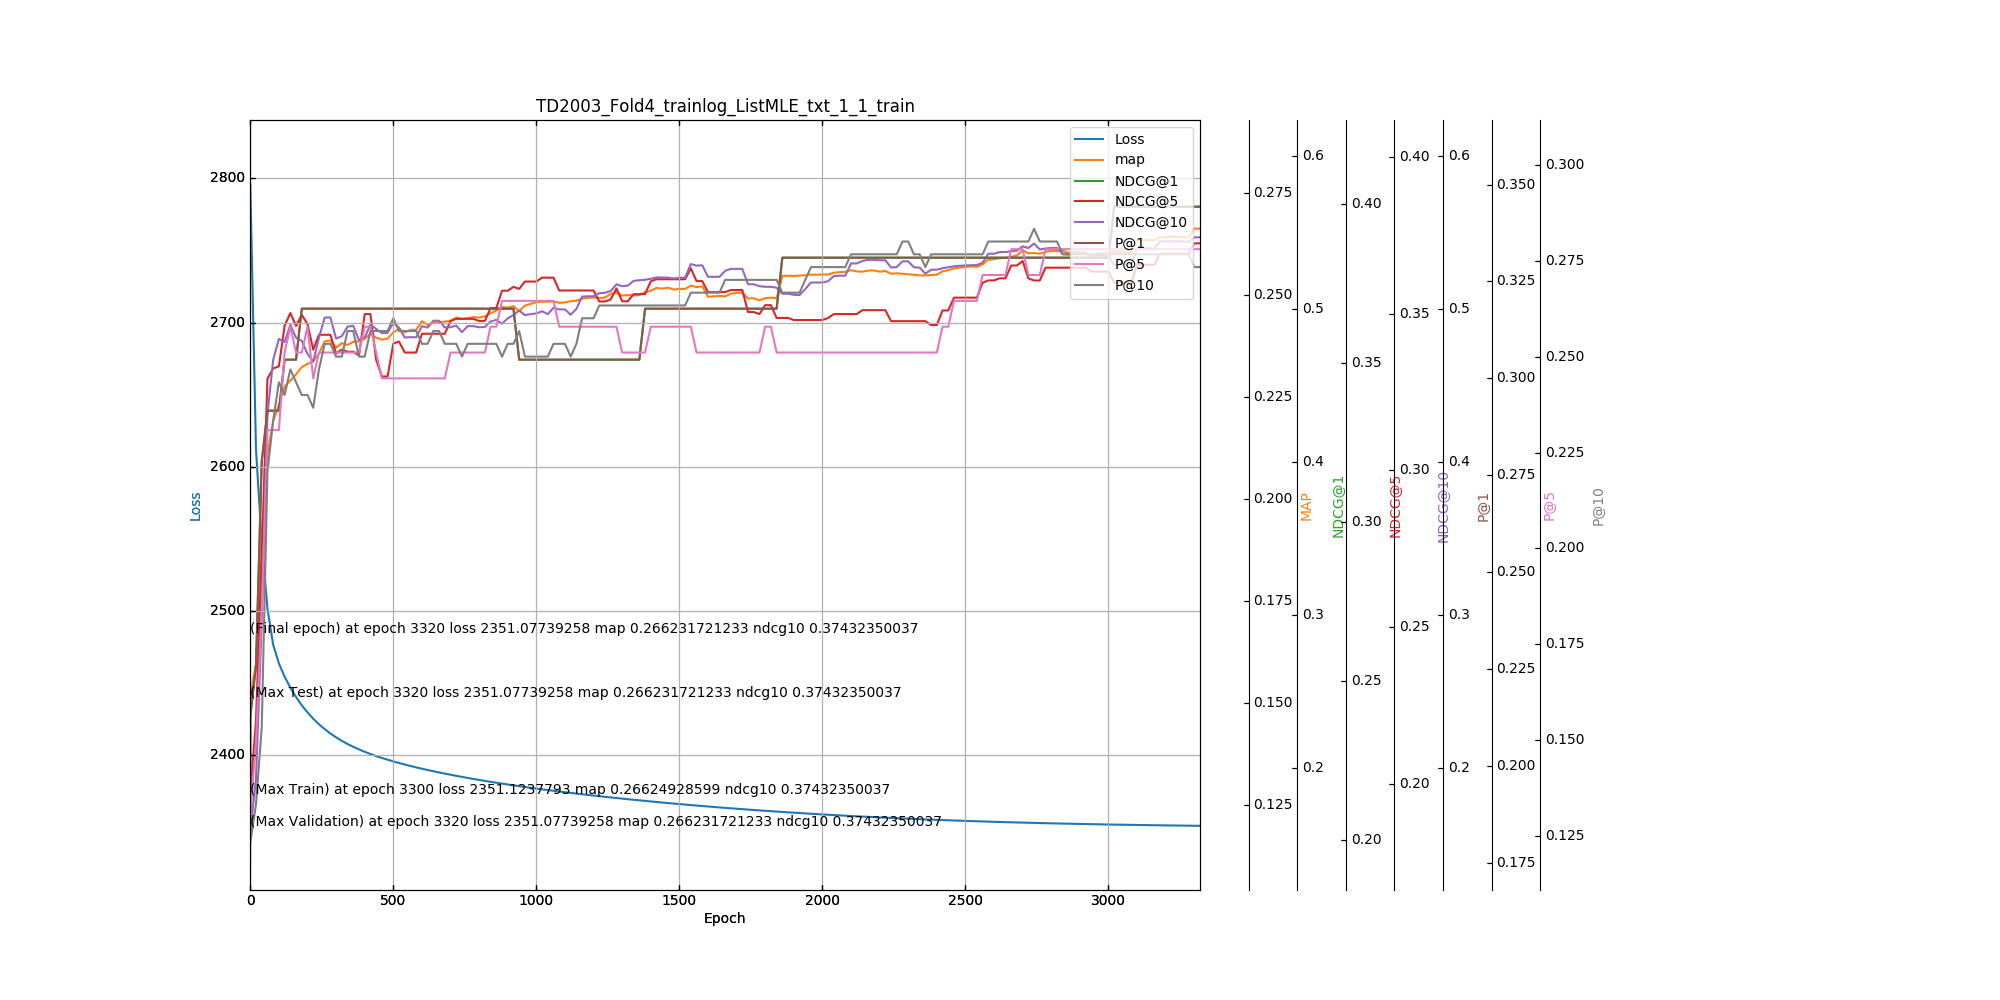 TD2003_Fold4_trainlog_ListMLE_txt_1_1_train
Loss
map
NDCG@1
NDCG@5
NDCG@10
P@1
P@5
P@10
2800
2700
2600
2500
2400
Loss
(Final epoch) at epoch 3320 loss 2351.07739258 map 0.266231721233 ndcg10 0.37432350037
(Max Test) at epoch 3320 loss 2351.07739258 map 0.266231721233 ndcg10 0.37432350037
(Max Train) at epoch 3300 loss 2351.1237793 map 0.26624928599 ndcg10 0.37432350037
(Max Validation) at epoch 3320 loss 2351.07739258 map 0.266231721233 ndcg10 0.37432350037
0 500 1000 1500 2000 2500 3000
Epoch
0.275
0.250
0.225
0.200
0.175
0.150
0.125
MAP
0.6
0.5
0.4
0.3
0.2
NDCG@1
0.40
0.35
0.30
0.25
0.20
NDCG@5
0.40
0.35
0.30
0.25
0.20
NDCG@10
0.6
0.5
0.4
0.3
0.2
P@1
0.350
0.325
0.300
0.275
0.250
0.225
0.200
0.175
P@5
0.300
0.275
0.250
0.225
0.200
0.175
0.150
0.125
P@10